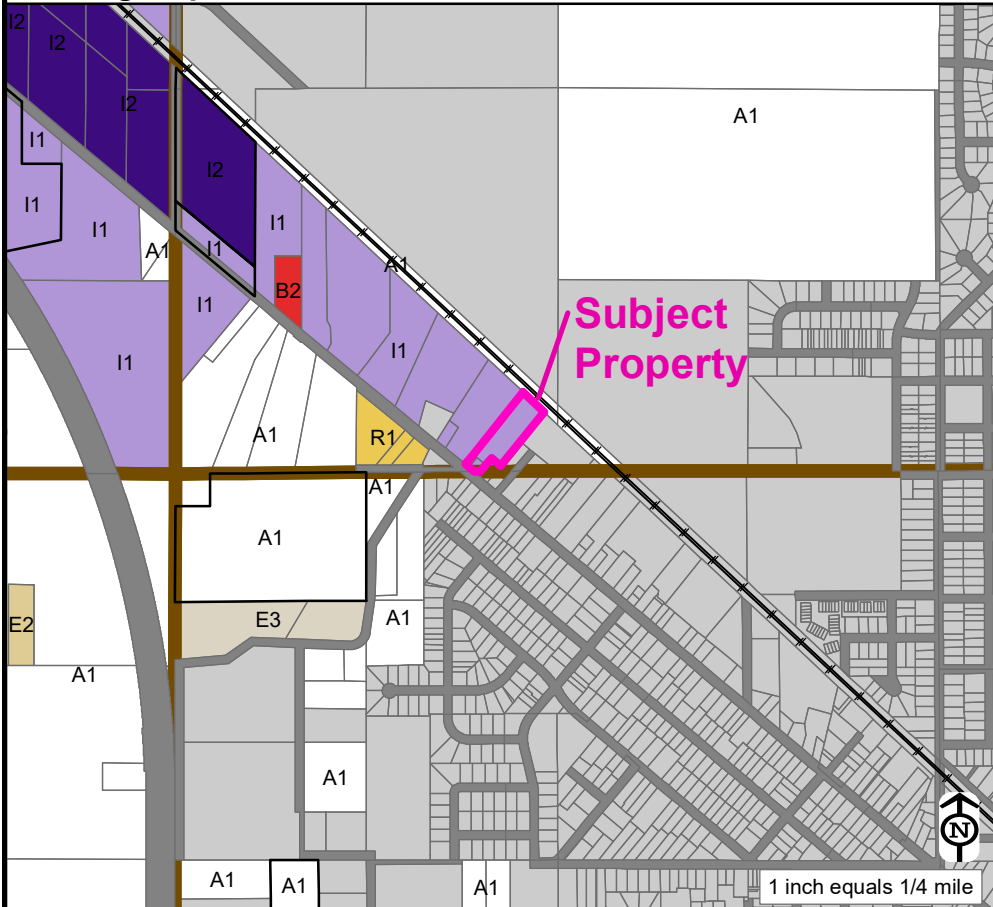 I2
I2
I2
A1
I1
I2
I1
I1
A1
I1
I1
A1
I1
B2
Subject
Property
I1
I1
A1
R1
A1
A1
E3
A1
E2
A1
A1
N
A1
A1
A1
1 inch equals 1/4 mile